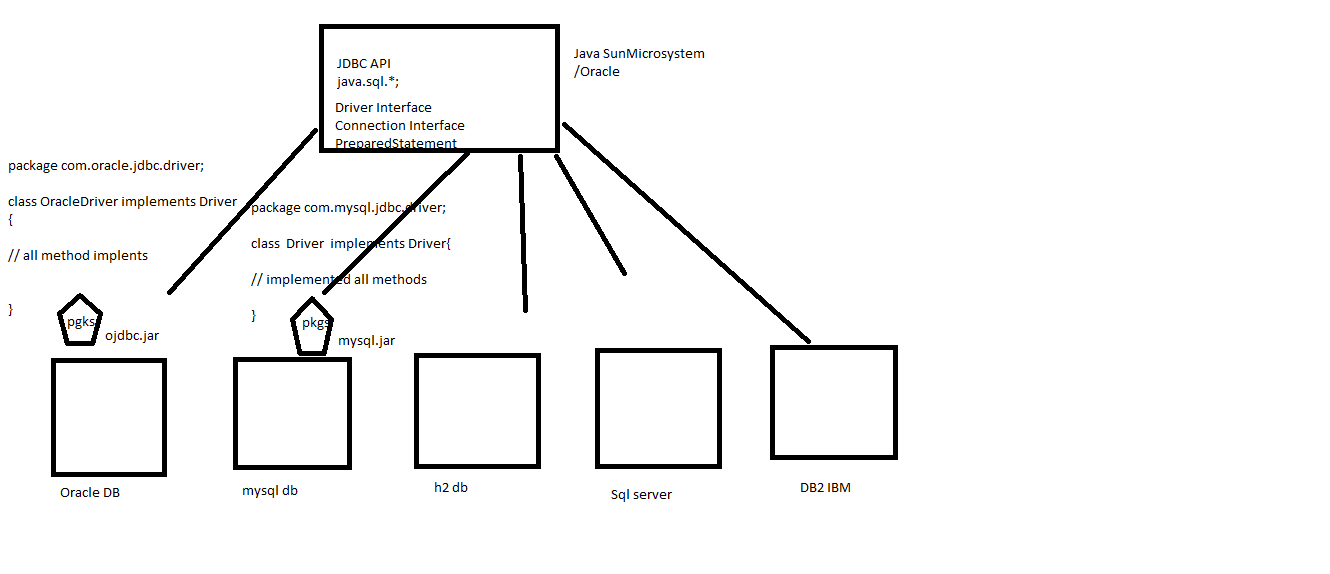 Java SunMicrosystem
/Oracle
JDBC API
java.sql.*;
Driver Interface
Connection Interface
PreparedStatement
package com.oracle.jdbc.driver;
class OracleDriver implements Driver
{
// all method implents
}
pgks
ojdbc.jar
package com.mysql.jdbc.driver;
class Driver implements Driver{
// implemented all methods
}
pkgs
mysql.jar
Oracle DB
mysql db
h2 db
Sql server
DB2 IBM